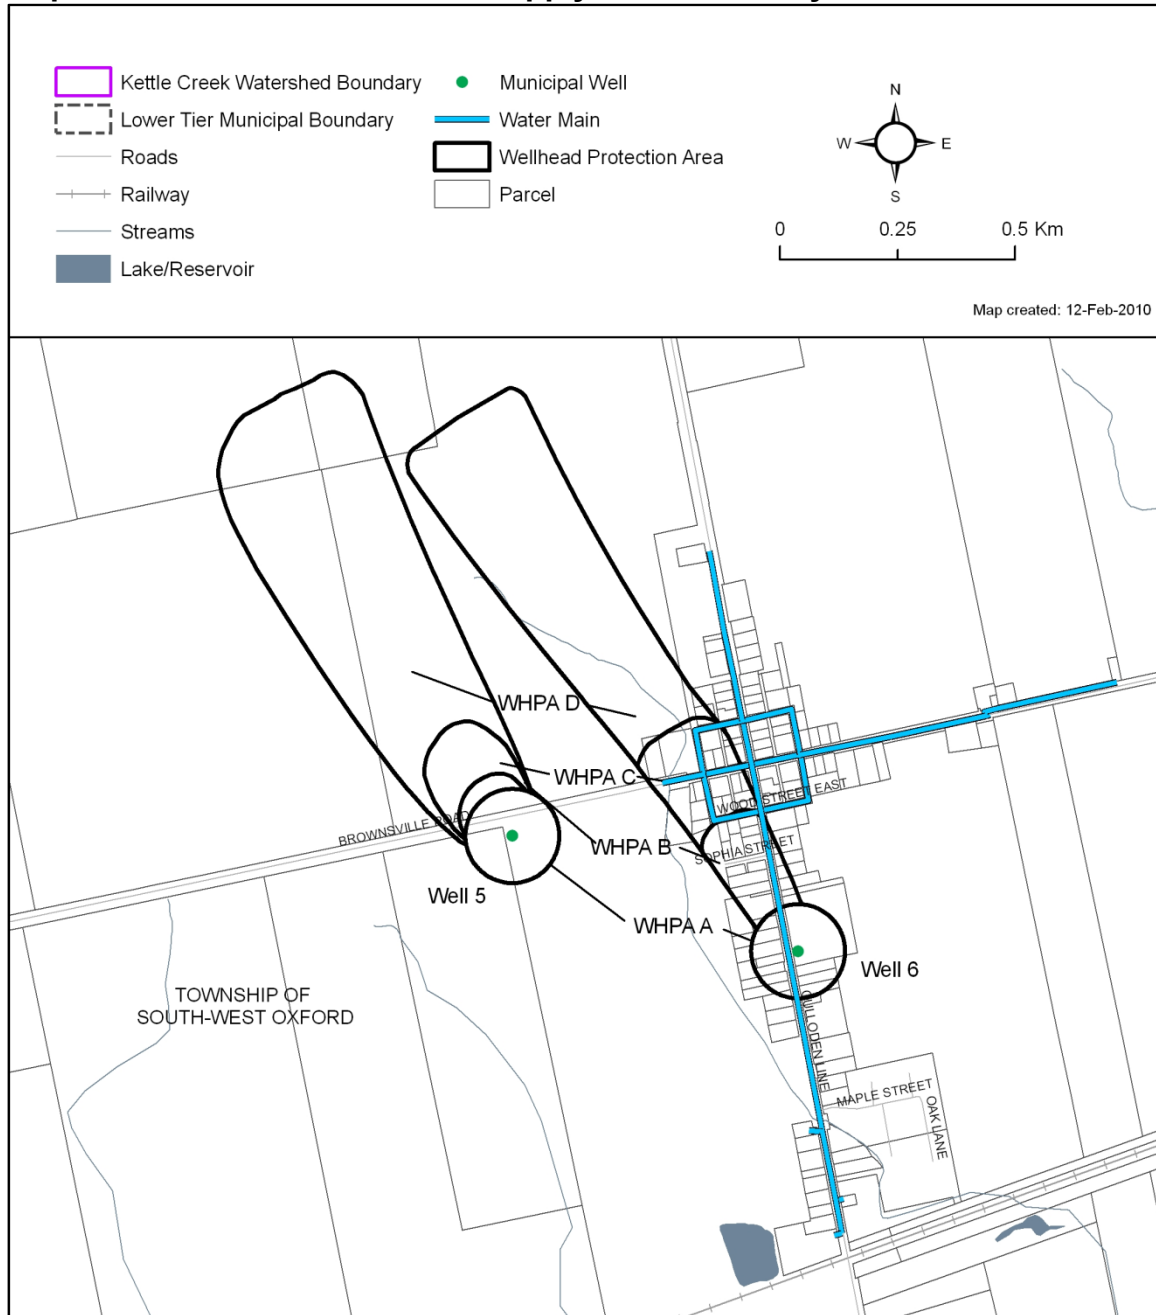 Kettle Creek Watershed Boundary
Lower Tier Municipal Boundary
Roads
Railway
Streams
Lake/Reservoir
Municipal Well
Water Main
Wellhead Protection Area
Parcel
N
W E
S
0 0.25 0.5 Km
Map created: 12-Feb-2010
WHPA D
WHPA C
WOOD STREET EAST
BROWNSVILLE ROAD
WHPA B
SOPHIA STREET
Well 5
WHPA A
Well 6
TOWNSHIP OF
SOUTH-WEST OXFORD
CULLODEN LINE
MAPLE STREET
OAK LANE